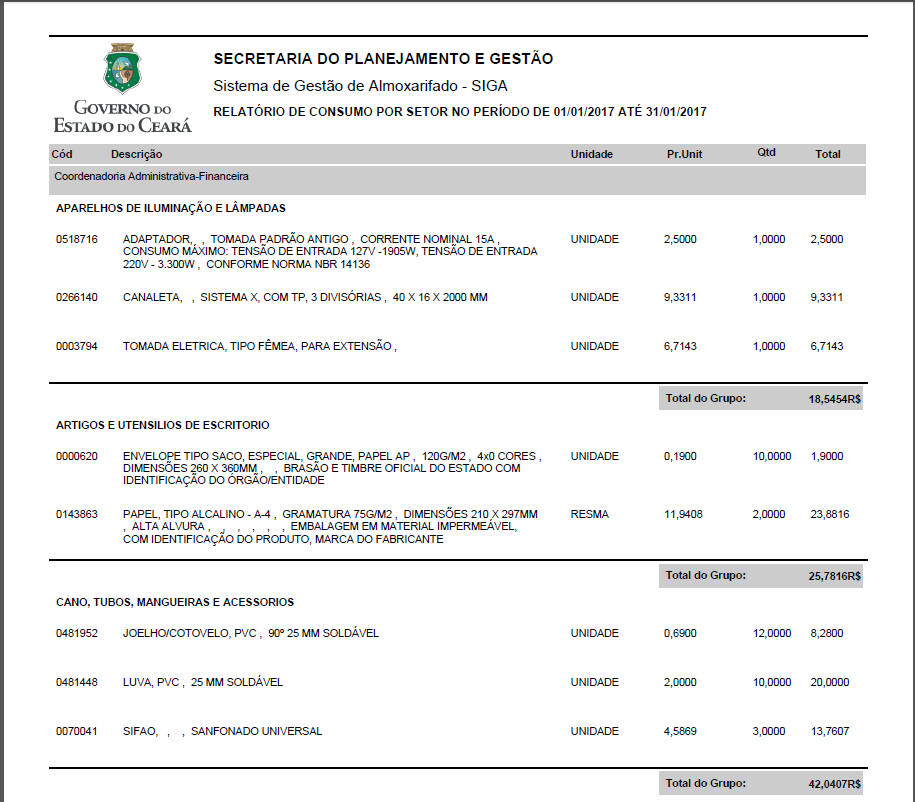 GOVERNO DO
ESTADO DO CEARÁ
SECRETARIA DO PLANEJAMENTO E GESTÃO
Sistema de Gestão de Almoxarifado - SIGA
RELATÓRIO DE CONSUMO POR SETOR NO PERÍODO DE 01/01/2017 ATÉ 31/01/2017
Cód Descrição Unidade Pr.Unit Qtd Total
Coordenadoria Administrativa-Financeira
APARELHOS DE ILUMINAÇÃO E LÂMPADAS
0518716 ADAPTADOR, , TOMADA PADRÃO ANTIGO , CORRENTE NOMINAL 15A , UNIDADE 2,5000 1,0000 2,5000
CONSUMO MÁXIMO: TENSÃO DE ENTRADA 127V -1905W, TENSÃO DE ENTRADA
220V - 3.300W , CONFORME NORMA NBR 14136
0266140 CANALETA, , SISTEMA X, COM TP, 3 DIVISÓRIAS , 40 X 16 X 2000 MM UNIDADE 9,3311 1,0000 9,3311
0003794 TOMADA ELETRICA, TIPO FÊMEA, PARA EXTENSÃO , UNIDADE 6,7143 1,0000 6,7143
Total do Grupo: 18,5454R$
ARTIGOS E UTENSILIOS DE ESCRITORIO
0000620 ENVELOPE TIPO SACO, ESPECIAL, GRANDE, PAPEL AP , 120G/M2 , 4x0 CORES , UNIDADE 0,1900 10,0000 1,9000
DIMENSÕES 260 X 360MM , , BRASÃO E TIMBRE OFICIAL DO ESTADO COM
IDENTIFICAÇÃO DO ÓRGÃO/ENTIDADE
0143863 PAPEL, TIPO ALCALINO - A-4 , GRAMATURA 75G/M2 , DIMENSÕES 210 X 297MM RESMA 11,9408 2,0000 23,8816
, ALTA ALVURA , , , , , , EMBALAGEM EM MATERIAL IMPERMEÁVEL,
COM IDENTIFICAÇÃO DO PRODUTO, MARCA DO FABRICANTE
Total do Grupo: 25,7816R$
CANO, TUBOS, MANGUEIRAS E ACESSORIOS
0481952 JOELHO/COTOVELO, PVC , 90º 25 MM SOLDÁVEL UNIDADE 0,6900 12,0000 8,2800
0481448 LUVA, PVC , 25 MM SOLDÁVEL UNIDADE 2,0000 10,0000 20,0000
0070041 SIFAO, , , SANFONADO UNIVERSAL UNIDADE 4,5869 3,0000 13,7607
Total do Grupo: 42,0407R$